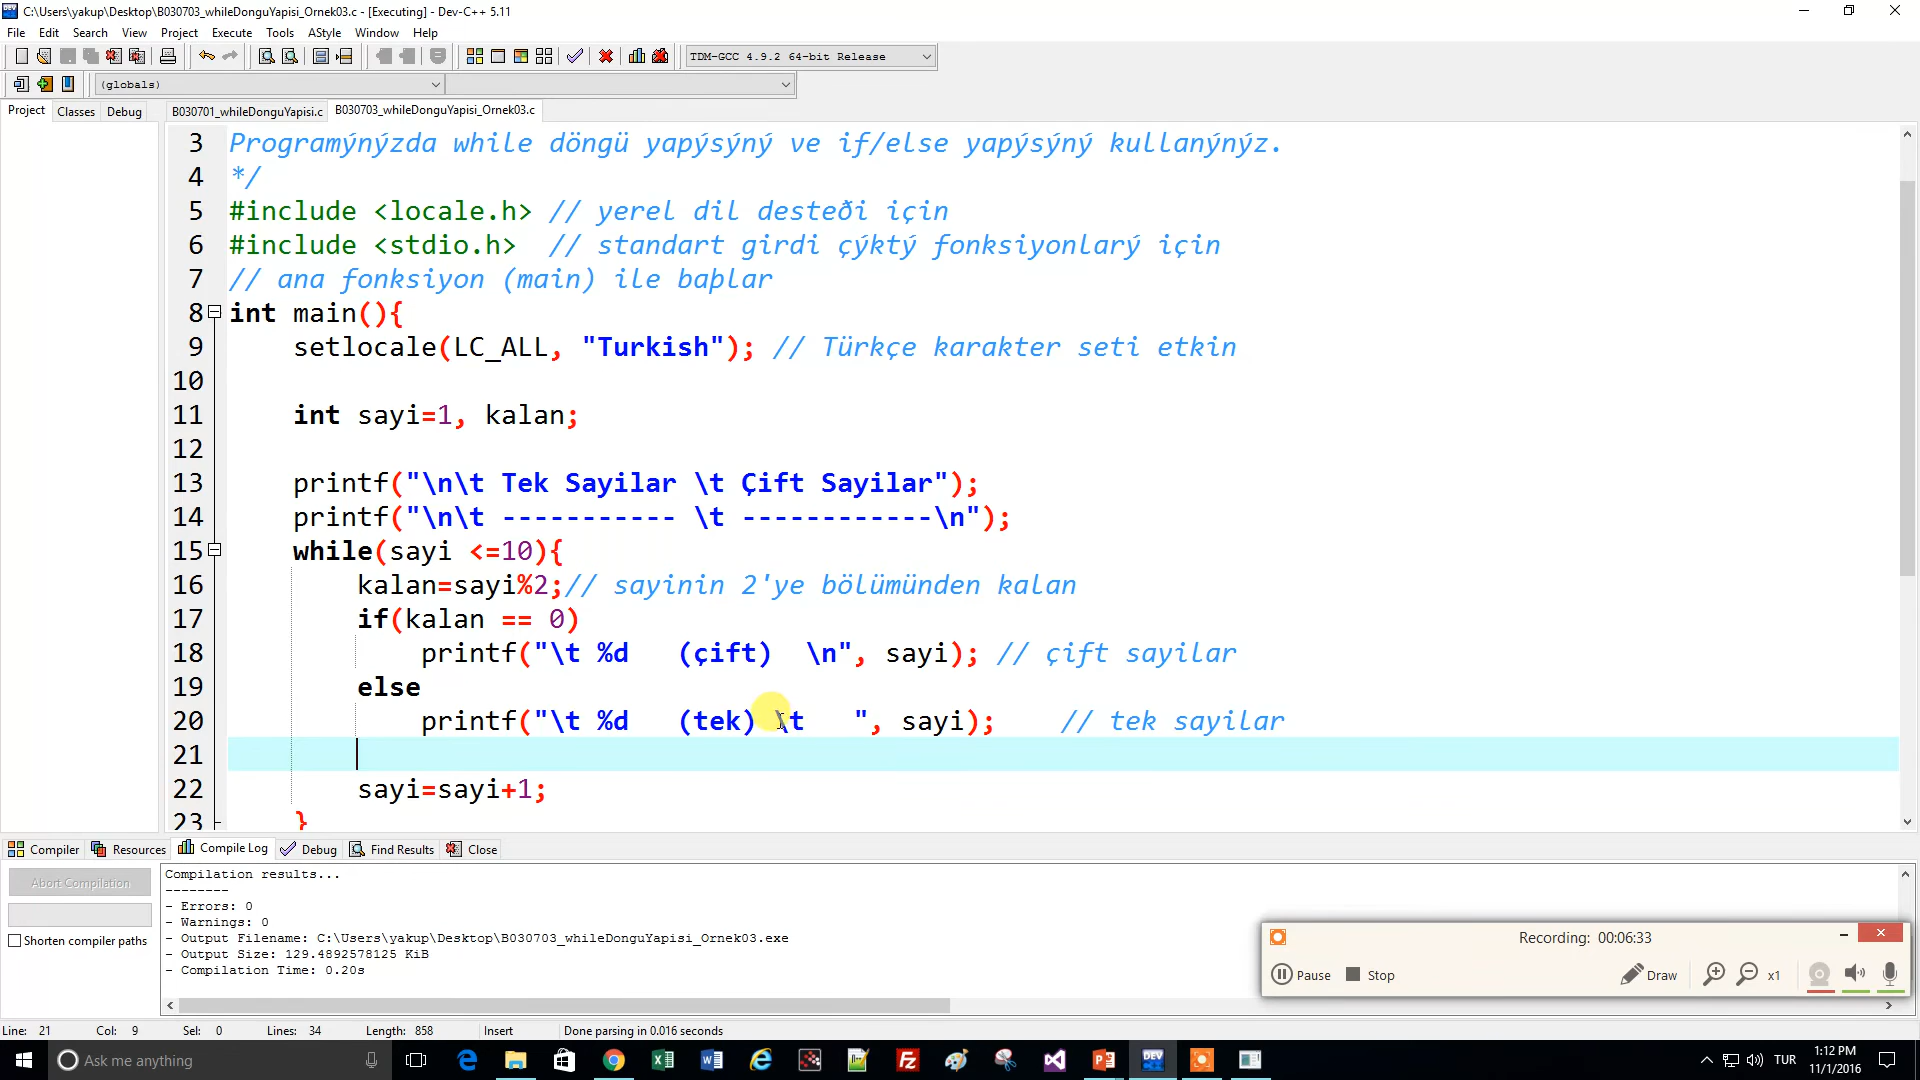 C:\Users\yakup\Desktop\B030703_whileDonguYapisi_Ornek03.c - [Executing] - Dev-C++ 5.11
File Edit Search View Project Execute Tools AStyle Window Help
TDM-GCC 4.9.2 64-bit Release
(globals)
Project Classes Debug B030701_whileDonguYapisi.c B030703_whileDonguYapisi_Ornek03.c
3 Programýnýzda while döngü yapýsýný ve if/else yapýsýný kullanýnýz.
4 */
5 #include <locale.h> // yerel dil desteði için
6 #include <stdio.h> // standart girdi çýktý fonksiyonlarý için
7 // ana fonksiyon (main) ile baþlar
8 int main(){
9 setlocale(LC_ALL, "Turkish"); // Türkçe karakter seti etkin
10
11 int sayi=1, kalan;
12
13 printf("\n\t Tek Sayilar \t Çift Sayilar");
14 printf("\n\t ----------- \t ------------\n");
15 while(sayi <=10){
16 kalan=sayi%2;// sayinin 2'ye bölümünden kalan
17 if(kalan == 0)
18 printf("\t %d (çift) \n", sayi); // çift sayilar
19 else
20 printf("\t %d (tek) \t ", sayi); // tek sayilar
21
22 sayi=sayi+1;
23 }
Compiler Resources Compile Log Debug Find Results Close
Abort Compilation
Shorten compiler paths
Compilation results...
--------
- Errors: 0
- Warnings: 0
- Output Filename: C:\Users\yakup\Desktop\B030703_whileDonguYapisi_Ornek03.exe
- Output Size: 129.4892578125 KiB
- Compilation Time: 0.20s
Recording: 00:06:33
Pause Stop Draw x1
Line: 21 Col: 9 Sel: 0 Lines: 34 Length: 858 Insert Done parsing in 0.016 seconds
Ask me anything
TUR
1:12 PM
11/1/2016